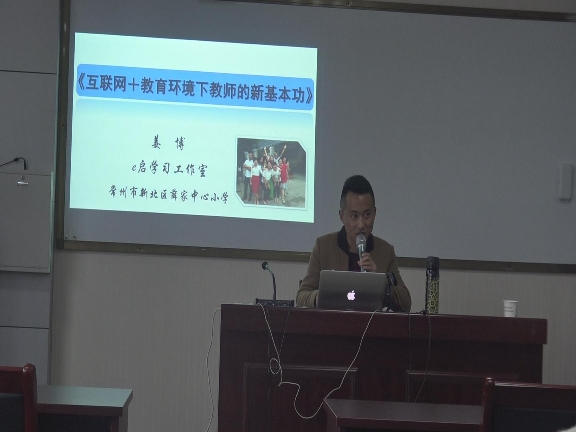 《互联网＋教育环境下教师的新基本功》
姜 博
e启学习工作室
常州市新北区薛家中心小学